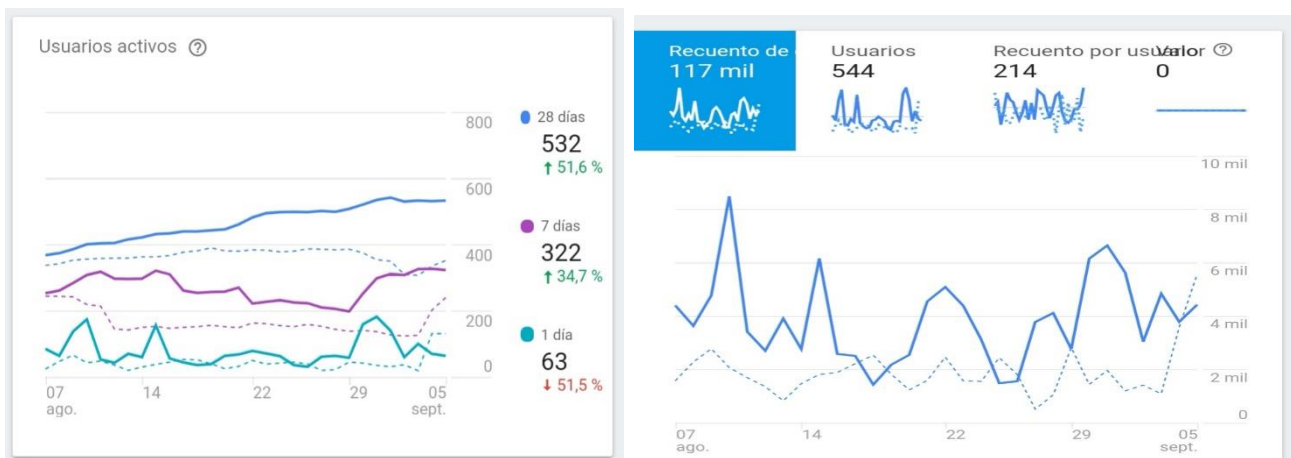 Usuarios activos ?
800
600
400
200
0
07 ago.
14
22
29
05 sept.
28 días
532
↑ 51,6 %
7 días
322
↑ 34,7 %
1 día
63
↓ 51,5 %
Recuento de
117 mil
Usuarios
544
Recuento por usuario
214
Valor ?
0
10 mil
8 mil
6 mil
4 mil
2 mil
0
07 ago.
14
22
29
05 sept.